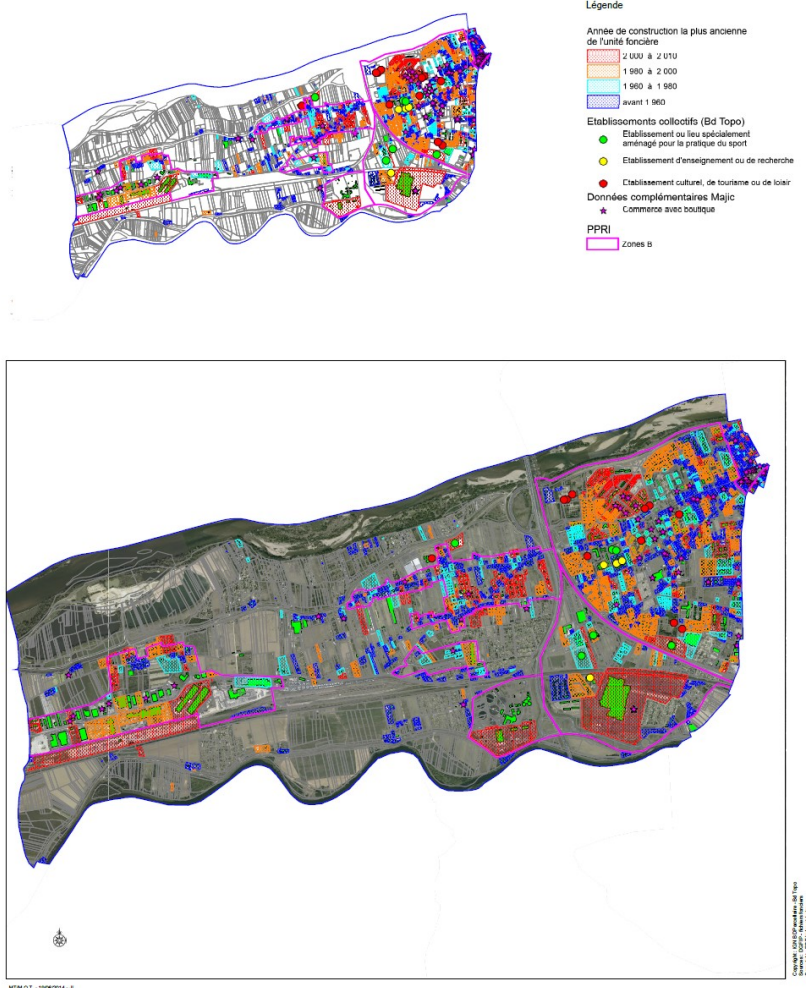 Légende
Année de construction la plus ancienne
de l'unité foncière
2 000 à 2 010
1 980 à 2 000
1 960 à 1 980
avant 1 960
Etablissements collectifs (Bd Topo)
Etablissement ou lieu spécialement
aménagé pour la pratique du sport
Etablissement d'enseignement ou de recherche
Etablissement culturel, de tourisme ou de loisir
Données complémentaires Majic
Commerce avec boutique
PPRI
Zones B